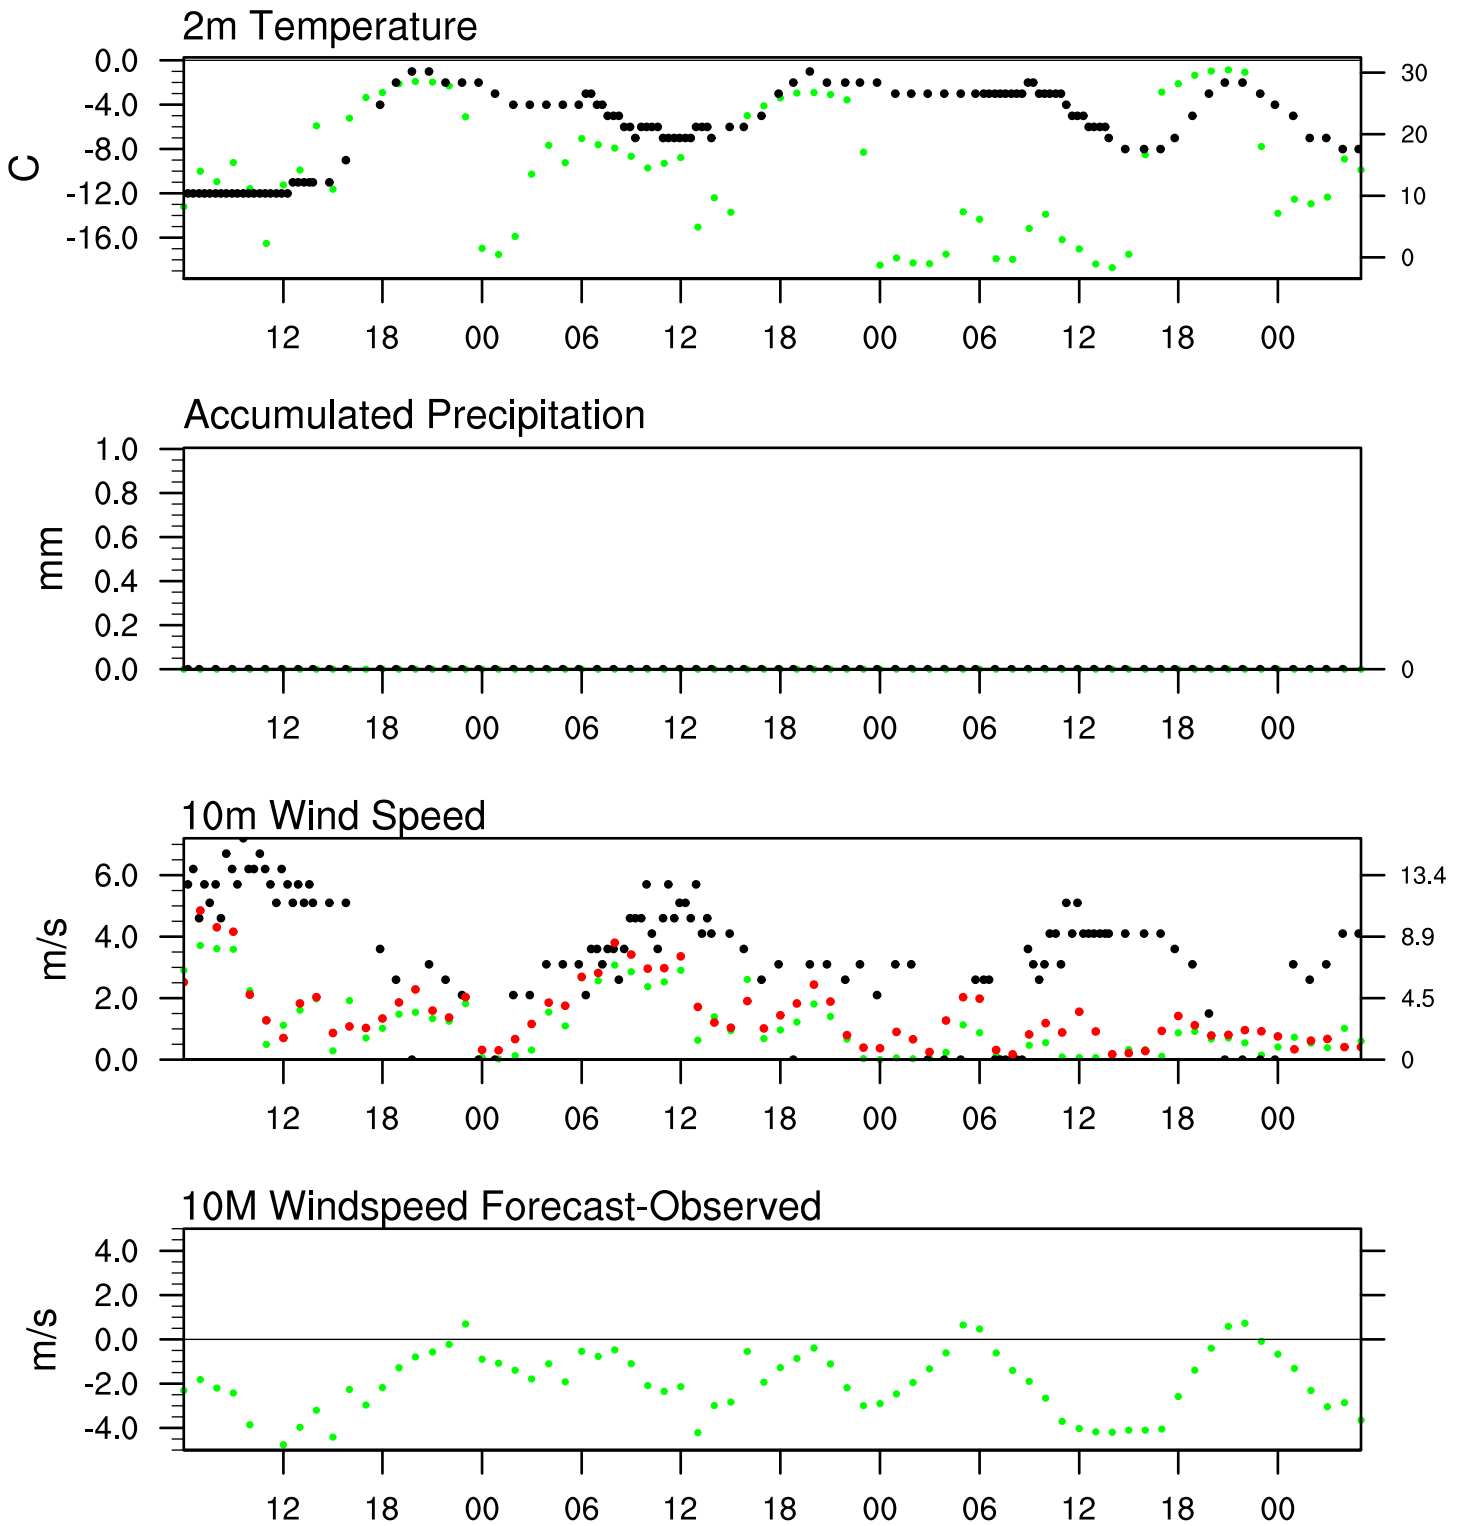 2m Temperature
0.0
-4.0
-8.0
-12.0
-16.0
C
30
20
10
0
12 18 00 06 12 18 00 06 12 18 00
Accumulated Precipitation
1.0
0.8
0.6
0.4
0.2
0.0
mm
0
12 18 00 06 12 18 00 06 12 18 00
10m Wind Speed
6.0
4.0
2.0
0.0
m/s
13.4
8.9
4.5
0
12 18 00 06 12 18 00 06 12 18 00
10M Windspeed Forecast-Observed
4.0
2.0
0.0
-2.0
-4.0
m/s
12 18 00 06 12 18 00 06 12 18 00